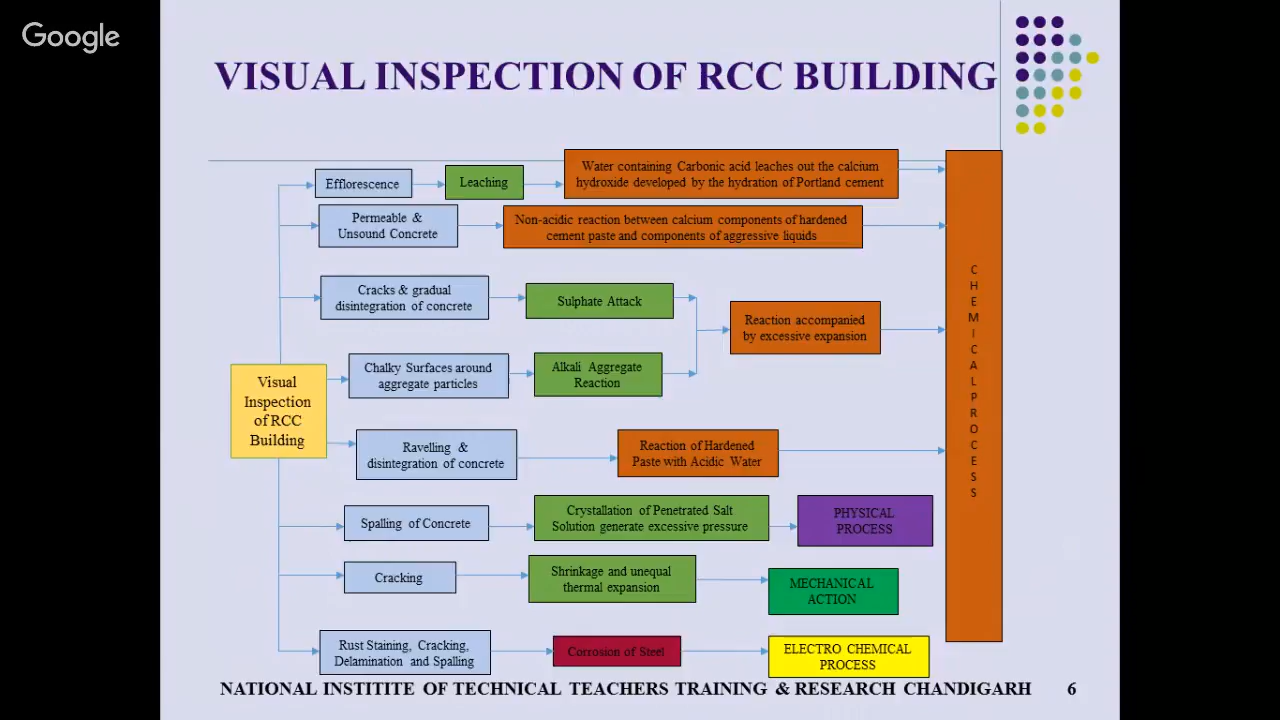 Google
VISUAL INSPECTION OF RCC BUILDING
Efflorescence
Leaching
Water containing Carbonic acid leaches out the calcium
hydroxide developed by the hydration of Portland cement
Permeable &
Unsound Concrete
Non-acidic reaction between calcium components of hardened
cement paste and components of aggressive liquids
Cracks & gradual
disintegration of concrete
Sulphate Attack
Reaction accompanied
by excessive expansion
Chalky Surfaces around
aggregate particles
Alkali Aggregate
Reaction
Visual
Inspection
of RCC
Building
Ravelling &
disintegration of concrete
Reaction of Hardened
Paste with Acidic Water
Spalling of Concrete
Crystallation of Penetrated Salt
Solution generate excessive pressure
PHYSICAL
PROCESS
Cracking
Shrinkage and unequal
thermal expansion
MECHANICAL
ACTION
Rust Staining, Cracking,
Delamination and Spalling
Corrosion of Steel
ELECTRO CHEMICAL
PROCESS
CHEMICALPROCESS
NATIONAL INSTITITE OF TECHNICAL TEACHERS TRAINING & RESEARCH CHANDIGARH 6